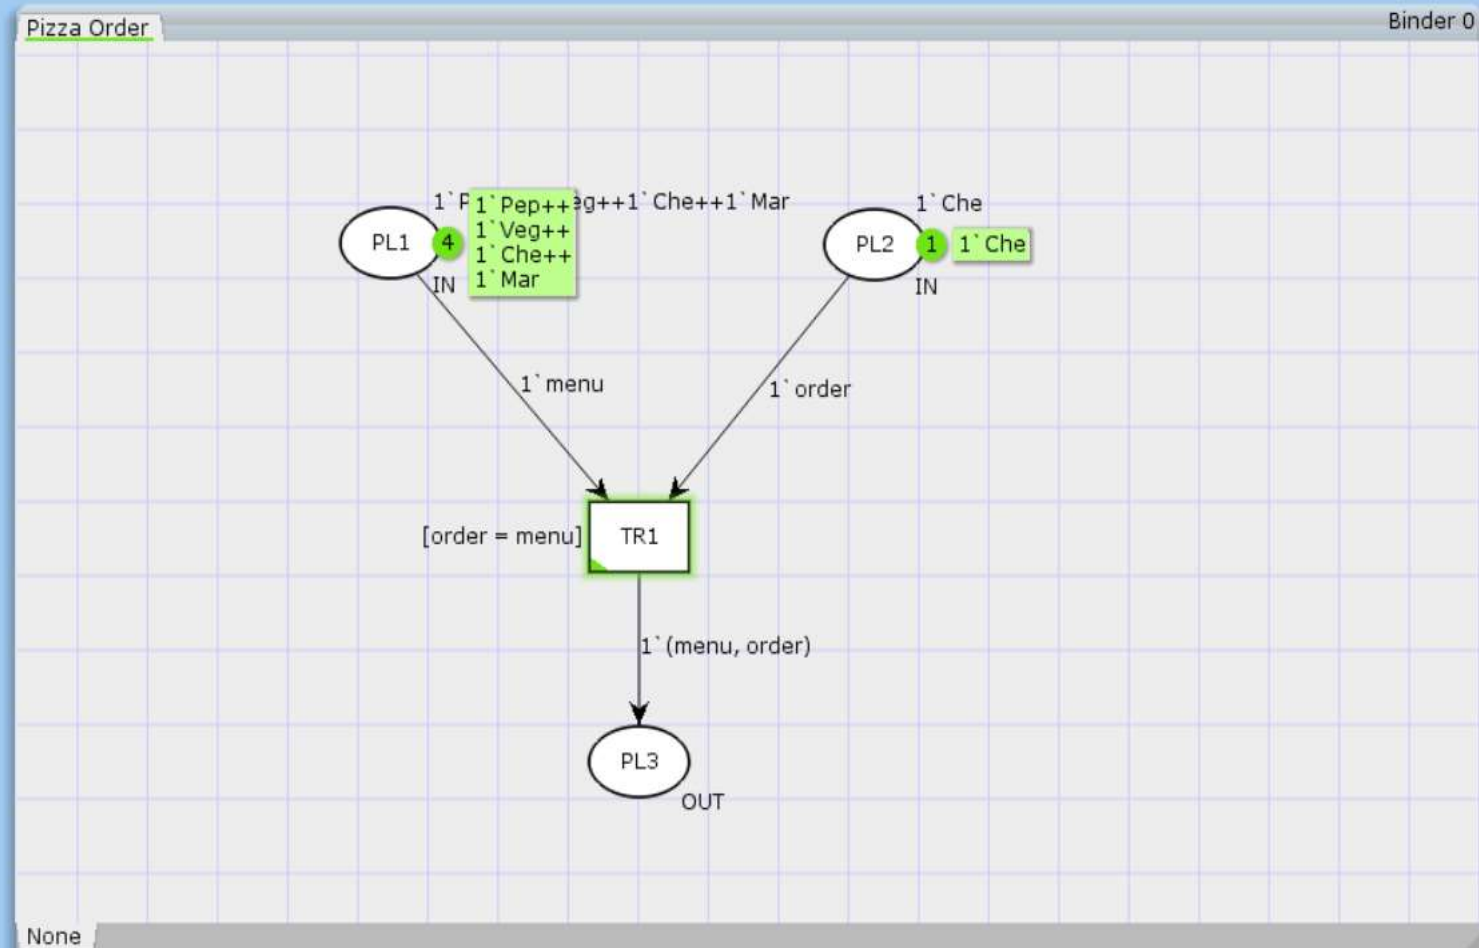 Pizza Order
Binder 0
1`P
eg++1`Che++1`Mar
1`Pep++
1`Veg++
1`Che++
1`Mar
PL1
4
IN
1`Che
PL2
1
1`Che
IN
1`menu
1`order
[order = menu]
TR1
1`(menu, order)
PL3
OUT
None